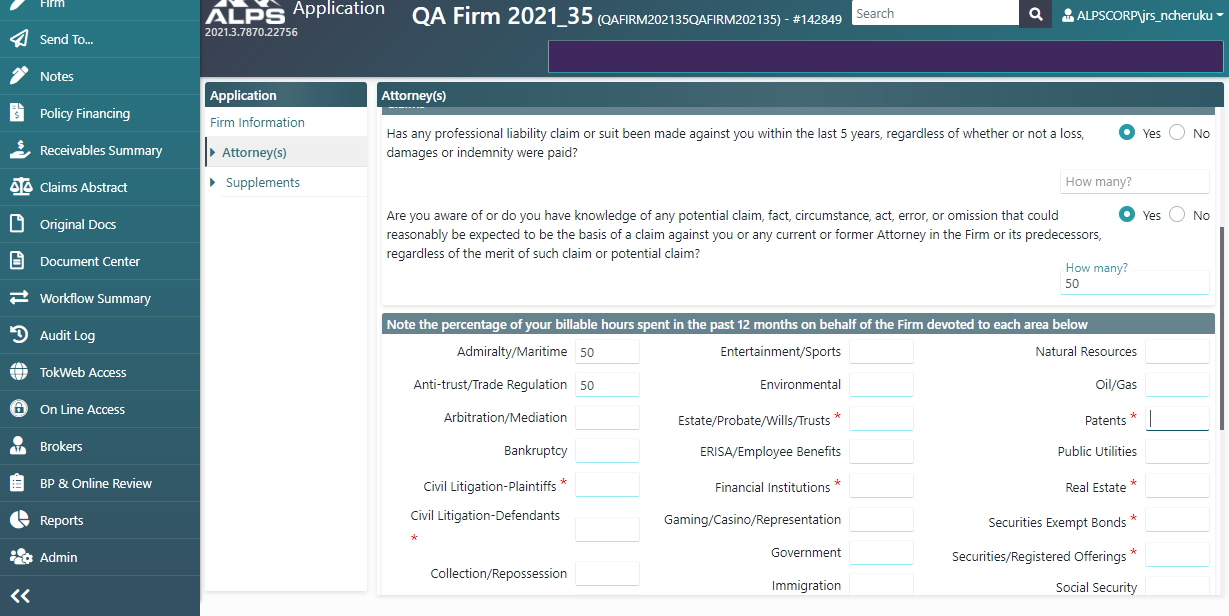 Firm
Send To...
Notes
Policy Financing
Receivables Summary
Claims Abstract
Original Docs
Document Center
Workflow Summary
Audit Log
TokWeb Access
On Line Access
Brokers
BP & Online Review
Reports
Admin
ALPS
2021.3.7870.22756
Application
QA Firm 2021_35 (QAFIRM202135QAFIRM202135) - #142849
Search
ALPSCORP\jrs_ncheruku
Application
Firm Information
Attorney(s)
Supplements
Attorney(s)
Claims
Has any professional liability claim or suit been made against you within the last 5 years, regardless of whether or not a loss,
damages or indemnity were paid?
Yes No
How many?
Are you aware of or do you have knowledge of any potential claim, fact, circumstance, act, error, or omission that could
reasonably be expected to be the basis of a claim against you or any current or former Attorney in the Firm or its predecessors,
regardless of the merit of such claim or potential claim?
Yes No
How many?
50
Note the percentage of your billable hours spent in the past 12 months on behalf of the Firm devoted to each area below
Admiralty/Maritime 50
Anti-trust/Trade Regulation 50
Arbitration/Mediation
Bankruptcy
Civil Litigation-Plaintiffs *
Civil Litigation-Defendants
*
Collection/Repossession
Entertainment/Sports
Environmental
Estate/Probate/Wills/Trusts *
ERISA/Employee Benefits
Financial Institutions *
Gaming/Casino/Representation
Government
Immigration
Natural Resources
Oil/Gas
Patents *
Public Utilities
Real Estate *
Securities Exempt Bonds *
Securities/Registered Offerings *
Social Security